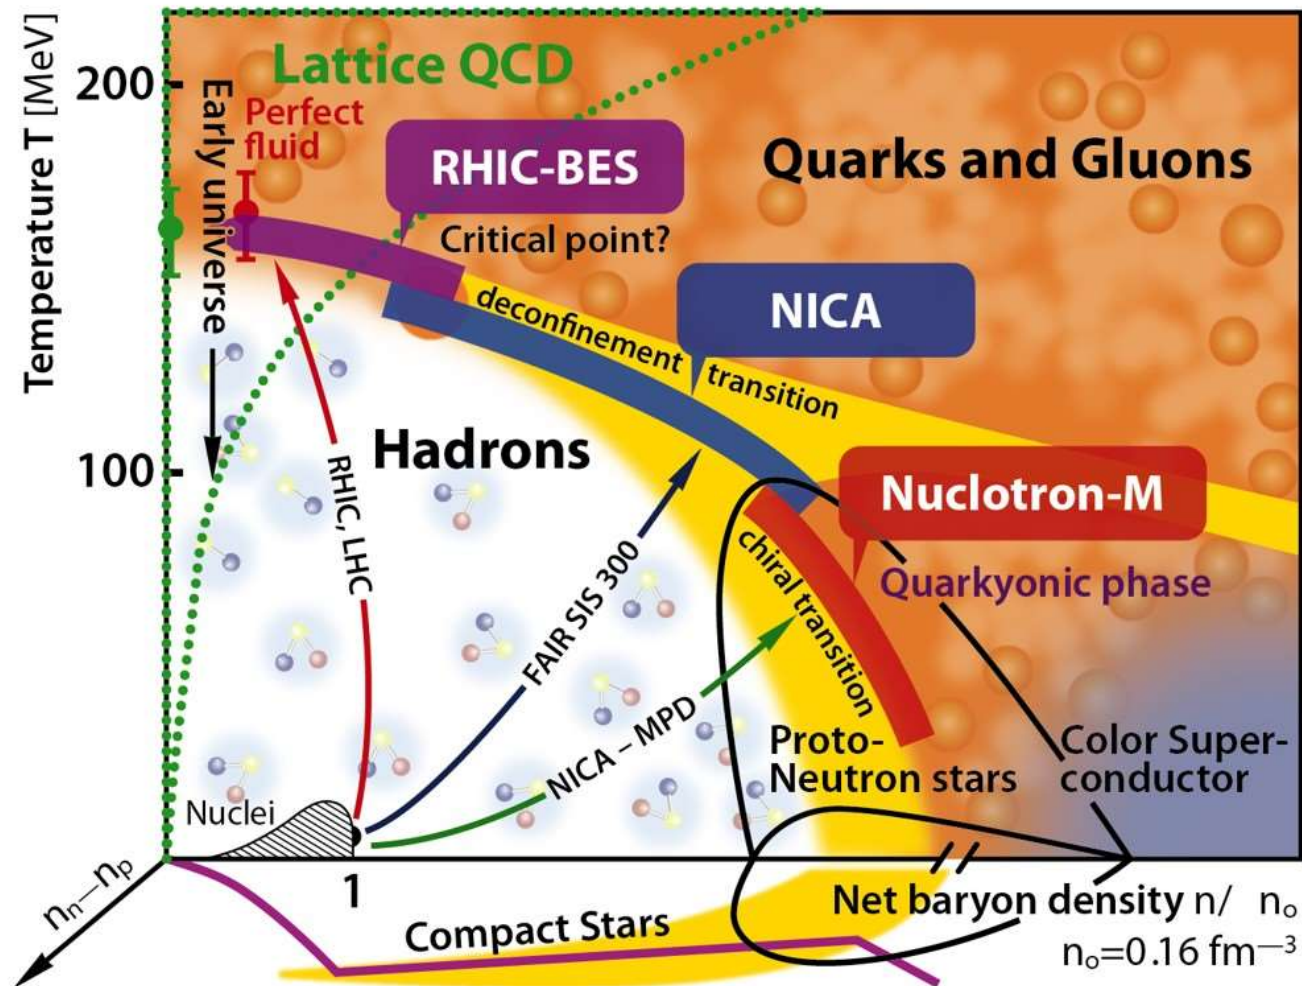 Temperature T [MeV]
200
100
Lattice QCD
Early universe
Perfect
fluid
RHIC-BES
Critical point?
Quarks and Gluons
deconfinement transition
NICA
Hadrons
RHIC, LHC
Nuclotron-M
chiral transition
Quarkyonic phase
FAIR SIS 300
NICA – MPD
Proto-
Neutron stars
Color Super-
conductor
Nuclei
1
nₙ—nₚ
Compact Stars
Net baryon density n/ nₒ
nₒ=0.16 fm⁻³